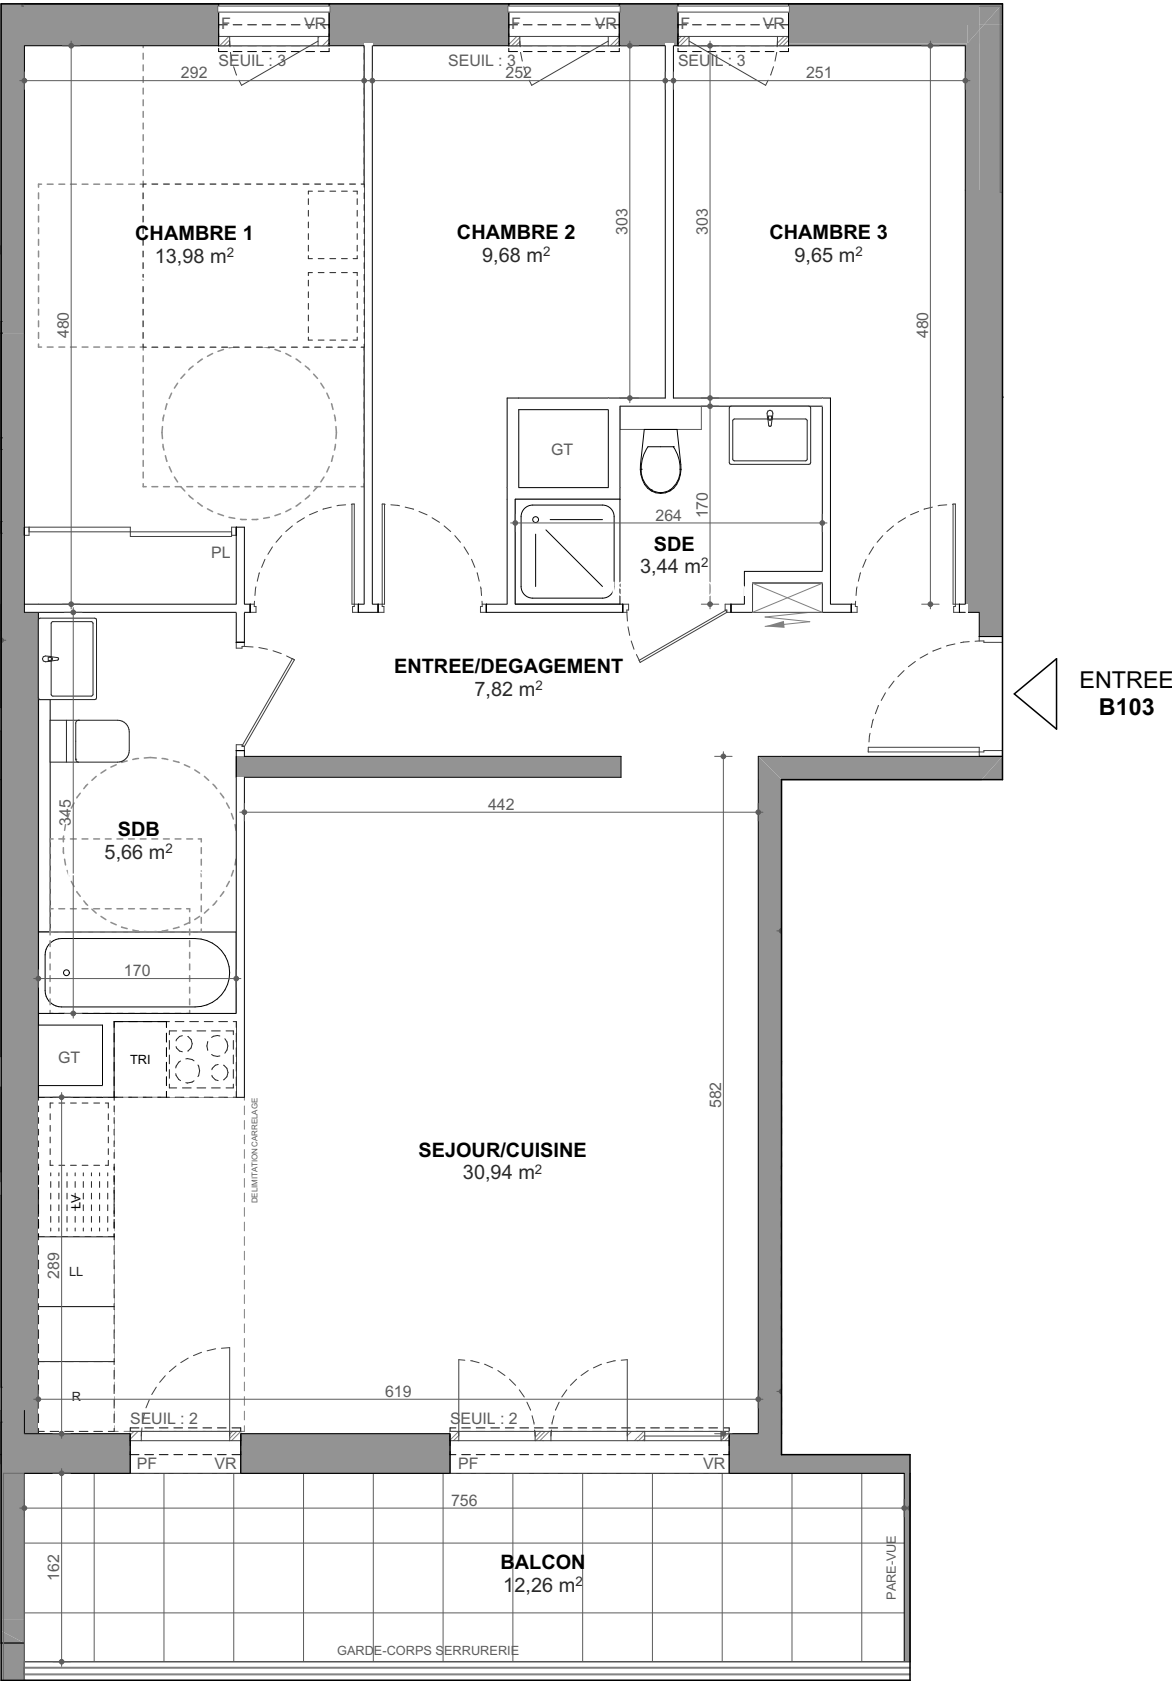 F
VR
F
VR
F
VR
SEUIL : 3
SEUIL : 3
SEUIL : 3
292
252
251
303
303
CHAMBRE 1
13,98 m²
CHAMBRE 2
9,68 m²
CHAMBRE 3
9,65 m²
480
480
GT
170
264
SDE
3,44 m²
PL
ENTREE/DEGAGEMENT
7,82 m²
ENTREE
B103
442
345
SDB
5,66 m²
170
GT
TRI
582
DELIMITATION CARRELAGE
SEJOUR/CUISINE
30,94 m²
LV
289
LL
R
619
SEUIL : 2
SEUIL : 2
PF
VR
PF
VR
756
162
BALCON
12,26 m²
PARE-VUE
GARDE-CORPS SERRURERIE